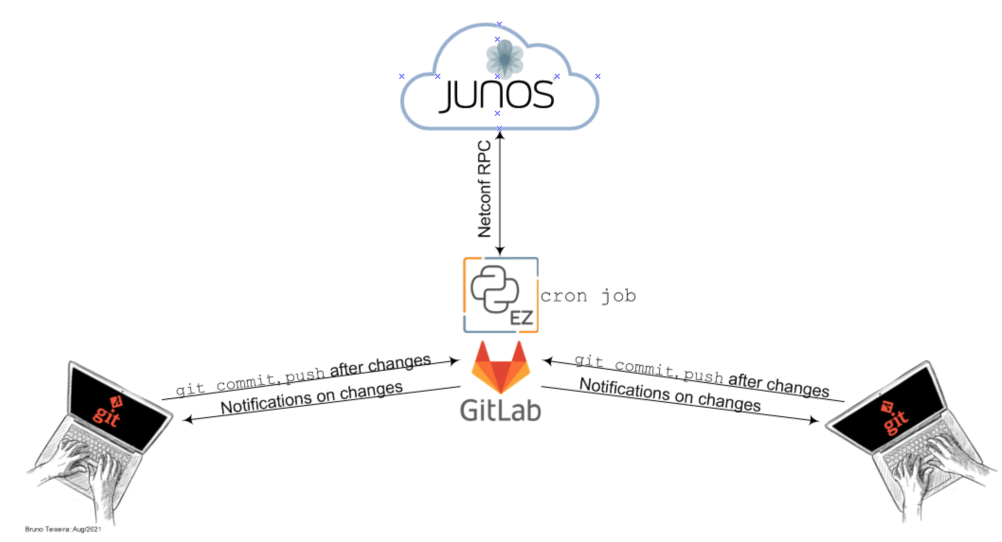 JUNOS
Netconf RPC
EZ
cron job
git commit, push after changes
Notifications on changes
git commit, push after changes
Notifications on changes
GitLab
git
git
Bruno Teixeira: Aug/2021